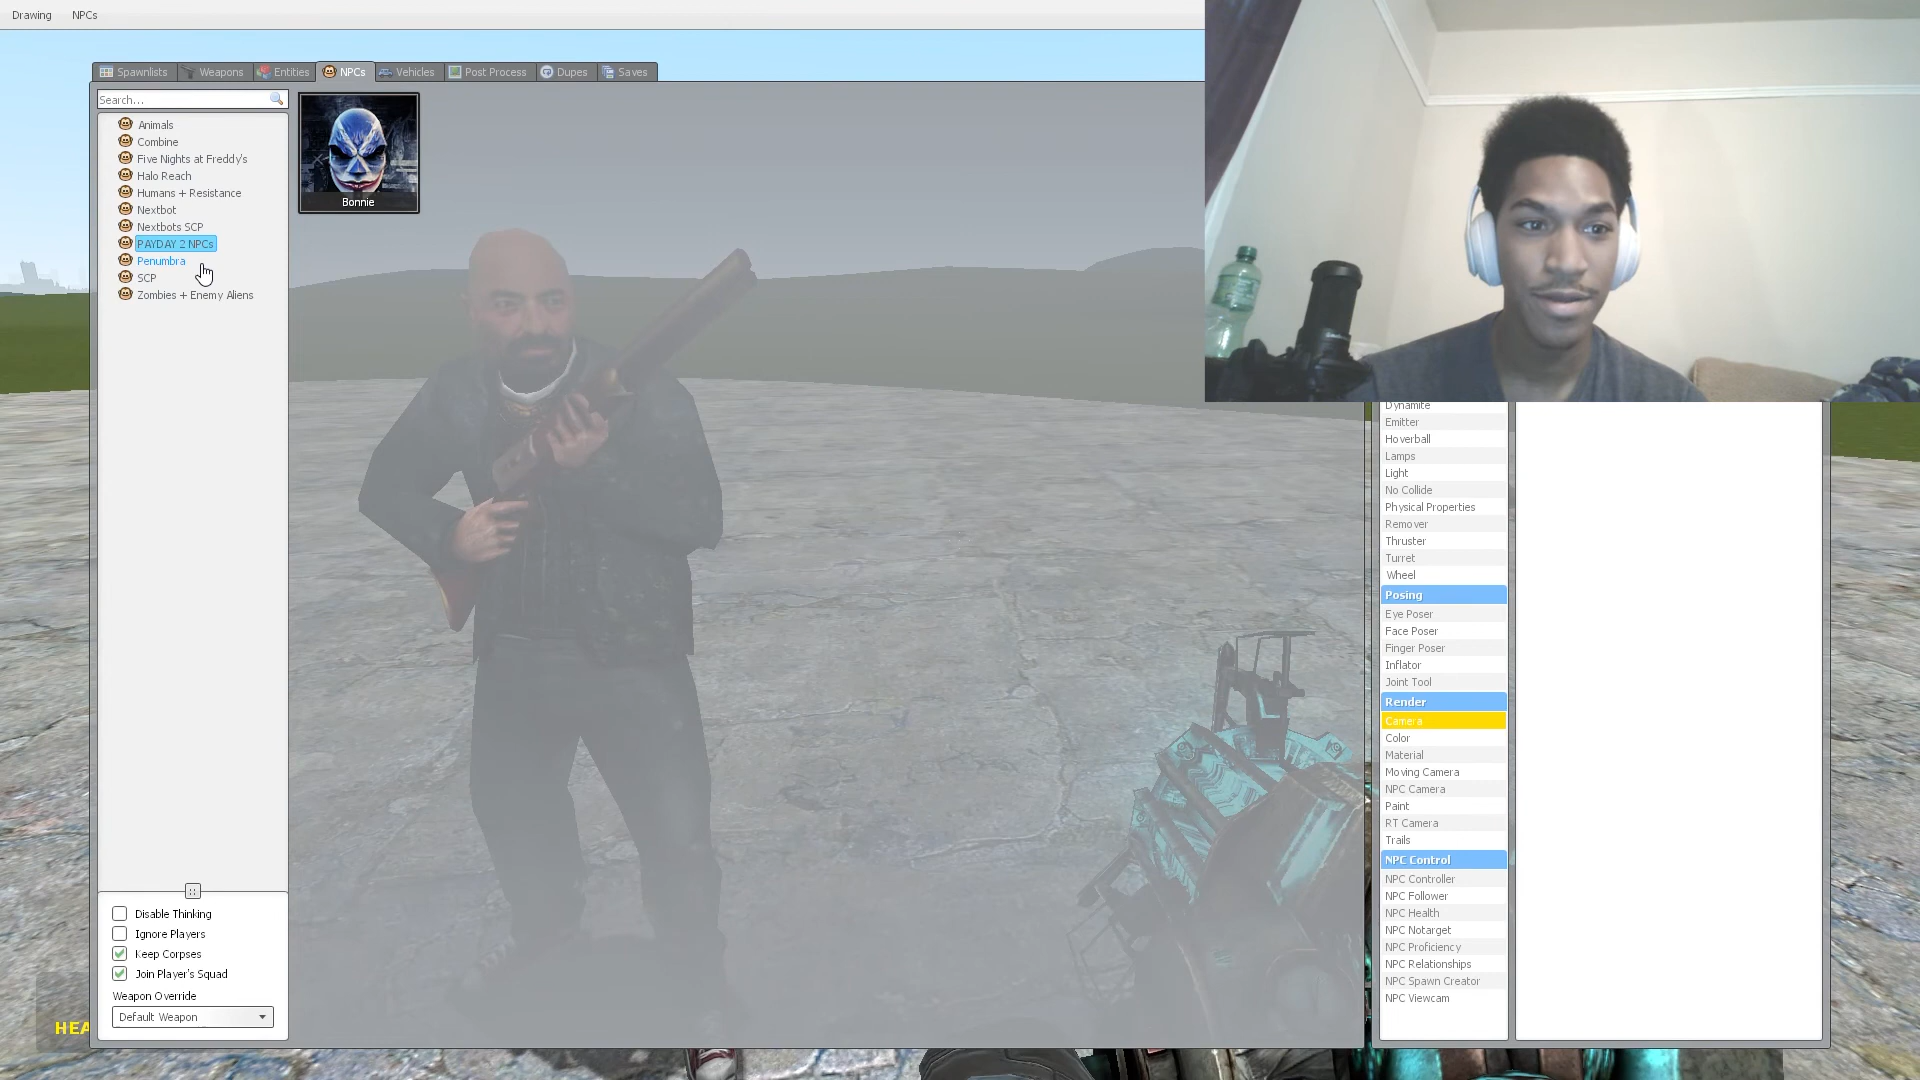 Drawing NPCs
Spawnlists Weapons Entities NPCs Vehicles Post Process Dupes Saves
Search...
Animals
Combine
Five Nights at Freddy's
Halo Reach
Humans + Resistance
Nextbot
Nextbots SCP
PAYDAY 2 NPCs
Penumbra
SCP
Zombies + Enemy Aliens
Bonnie
Disable Thinking
Ignore Players
Keep Corpses
Join Player's Squad
Weapon Override
Default Weapon
HEA
Dynamite
Emitter
Hoverball
Lamps
Light
No Collide
Physical Properties
Remover
Thruster
Turret
Wheel
Posing
Eye Poser
Face Poser
Finger Poser
Inflator
Joint Tool
Render
Camera
Color
Material
Moving Camera
NPC Camera
Paint
RT Camera
Trails
NPC Control
NPC Controller
NPC Follower
NPC Health
NPC Notarget
NPC Proficiency
NPC Relationships
NPC Spawn Creator
NPC Viewcam